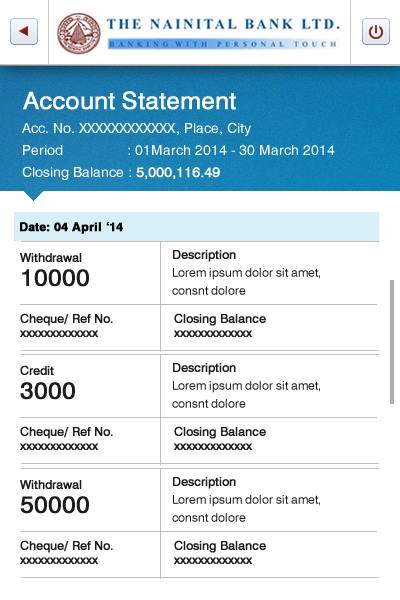 THE NAINITAL BANK LTD.
BANKING WITH PERSONAL TOUCH
Account Statement
Acc. No. XXXXXXXXXXXX, Place, City
Period : 01March 2014 - 30 March 2014
Closing Balance : 5,000,116.49
Date: 04 April ‘14
Withdrawal
10000
Description
Lorem ipsum dolor sit amet,
consnt dolore
Cheque/ Ref No.
xxxxxxxxxxxxx
Closing Balance
xxxxxxxxxxxxx
Credit
3000
Description
Lorem ipsum dolor sit amet,
consnt dolore
Cheque/ Ref No.
xxxxxxxxxxxxx
Closing Balance
xxxxxxxxxxxxx
Withdrawal
50000
Description
Lorem ipsum dolor sit amet,
consnt dolore
Cheque/ Ref No.
xxxxxxxxxxxxx
Closing Balance
xxxxxxxxxxxxx